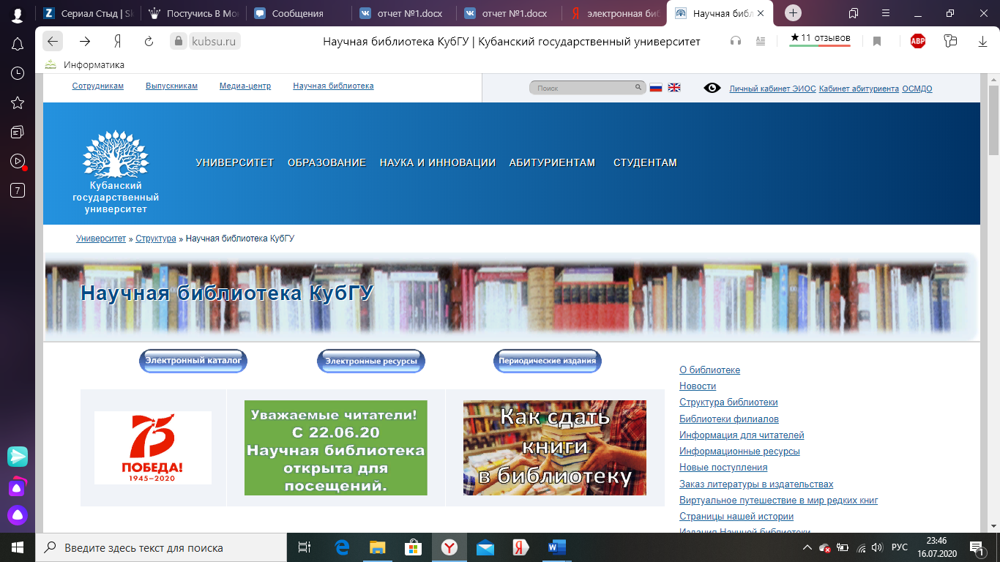 Сериал Стыд | Sk
Постучись В Мо
Сообщения
отчет №1.docx
отчет №1.docx
электронная биб
Научная библ
kubsu.ru
Научная библиотека КубГУ | Кубанский государственный университет
★11 отзывов
ABP
Информатика
7
Сотрудникам
Выпускникам
Медиа-центр
Научная библиотека
Поиск
Личный кабинет ЭИОС
Кабинет абитуриента
ОСМДО
Кубанский
государственный
университет
УНИВЕРСИТЕТ
ОБРАЗОВАНИЕ
НАУКА И ИННОВАЦИИ
АБИТУРИЕНТАМ
СТУДЕНТАМ
Университет » Структура » Научная библиотека КубГУ
Научная библиотека КубГУ
Электронный каталог
Электронные ресурсы
Периодические издания
75
ПОБЕДА!
1945–2020
Уважаемые читатели!
С 22.06.20
Научная библиотека
открыта для
посещений.
Как сдать
книги
в библиотеку
О библиотеке
Новости
Структура библиотеки
Библиотеки филиалов
Информация для читателей
Информационные ресурсы
Новые поступления
Заказ литературы в издательствах
Виртуальное путешествие в мир редких книг
Страницы нашей истории
Издания Научной библиотеки
Введите здесь текст для поиска
РУС
23:46
16.07.2020
1